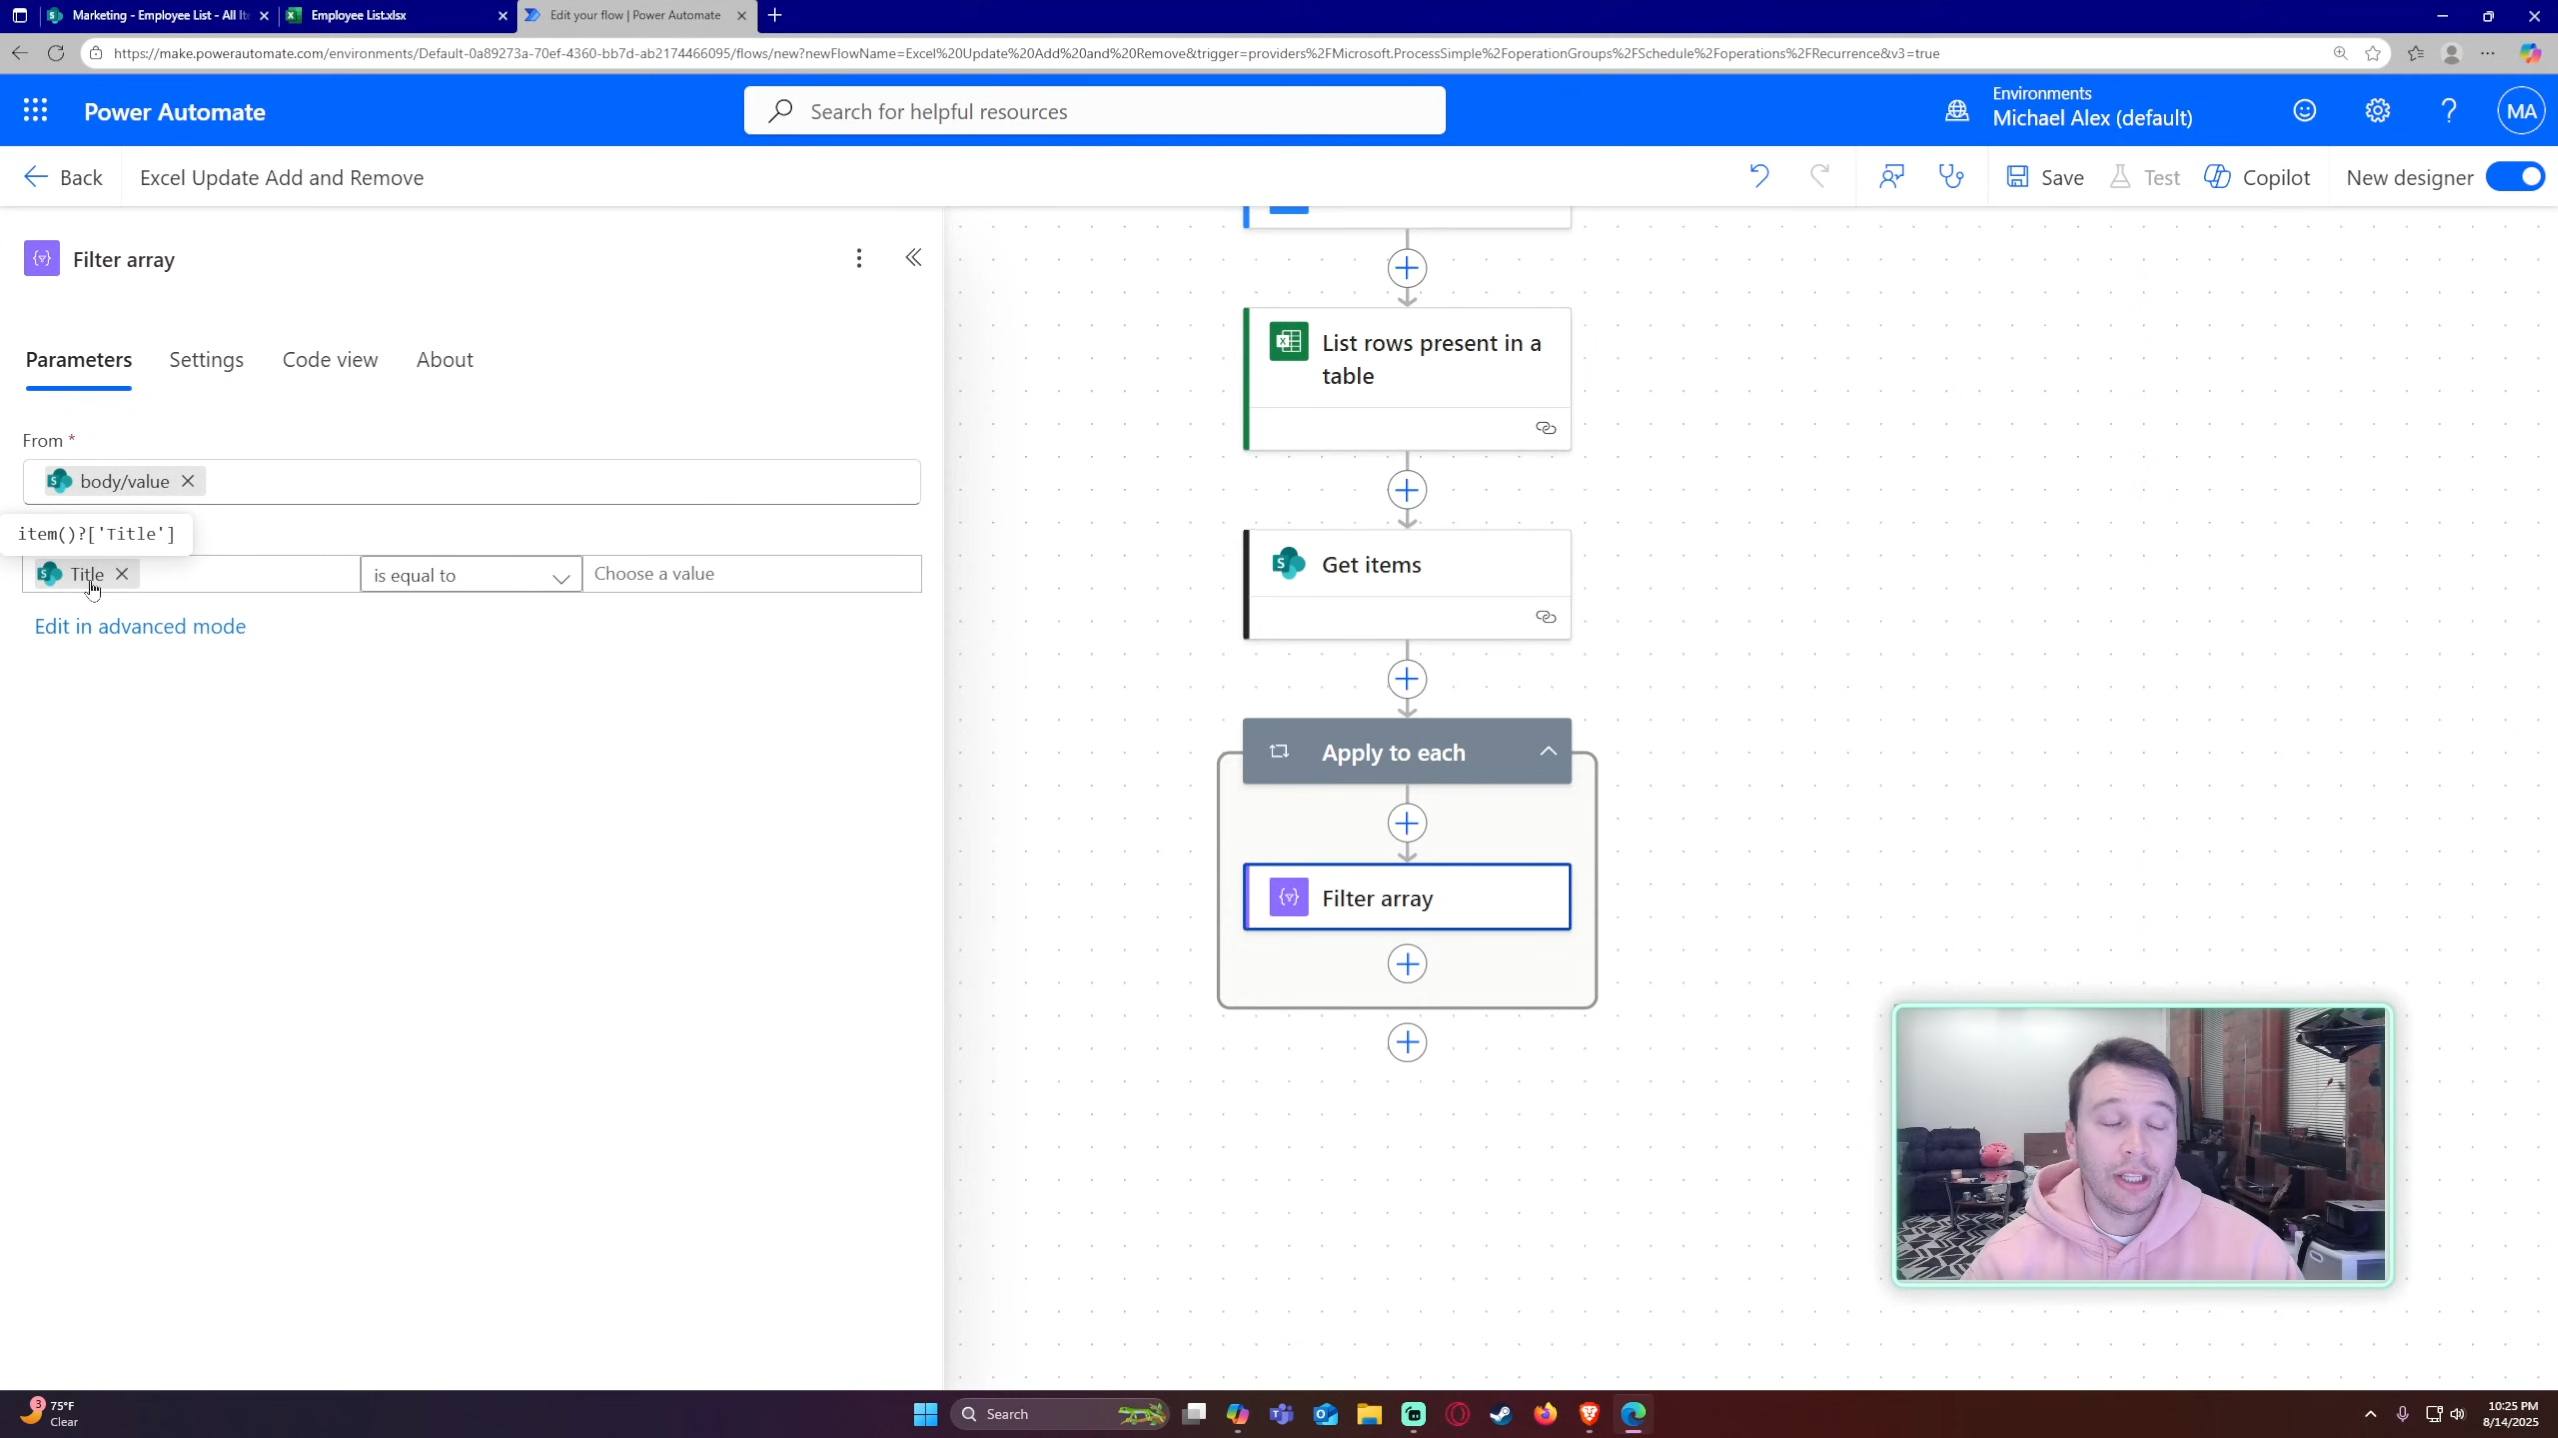 Marketing - Employee List - All It
Employee List.xlsx
Edit your flow | Power Automate
https://make.powerautomate.com/environments/Default-0a89273a-70ef-4360-bb7d-ab2174466095/flows/new?newFlowName=Excel%20Update%20Add%20and%20Remove&trigger=providers%2FMicrosoft.ProcessSimple%2FoperationGroups%2FSchedule%2Foperations%2FRecurrence&v3=true
Power Automate
Search for helpful resources
Environments
Michael Alex (default)
MA
Back
Excel Update Add and Remove
Save
Test
Copilot
New designer
Filter array
Parameters
Settings
Code view
About
From *
body/value
item()?['Title']
Title
is equal to
Choose a value
Edit in advanced mode
List rows present in a
table
Get items
Apply to each
Filter array
3
75°F
Clear
Search
10:25 PM
8/14/2025